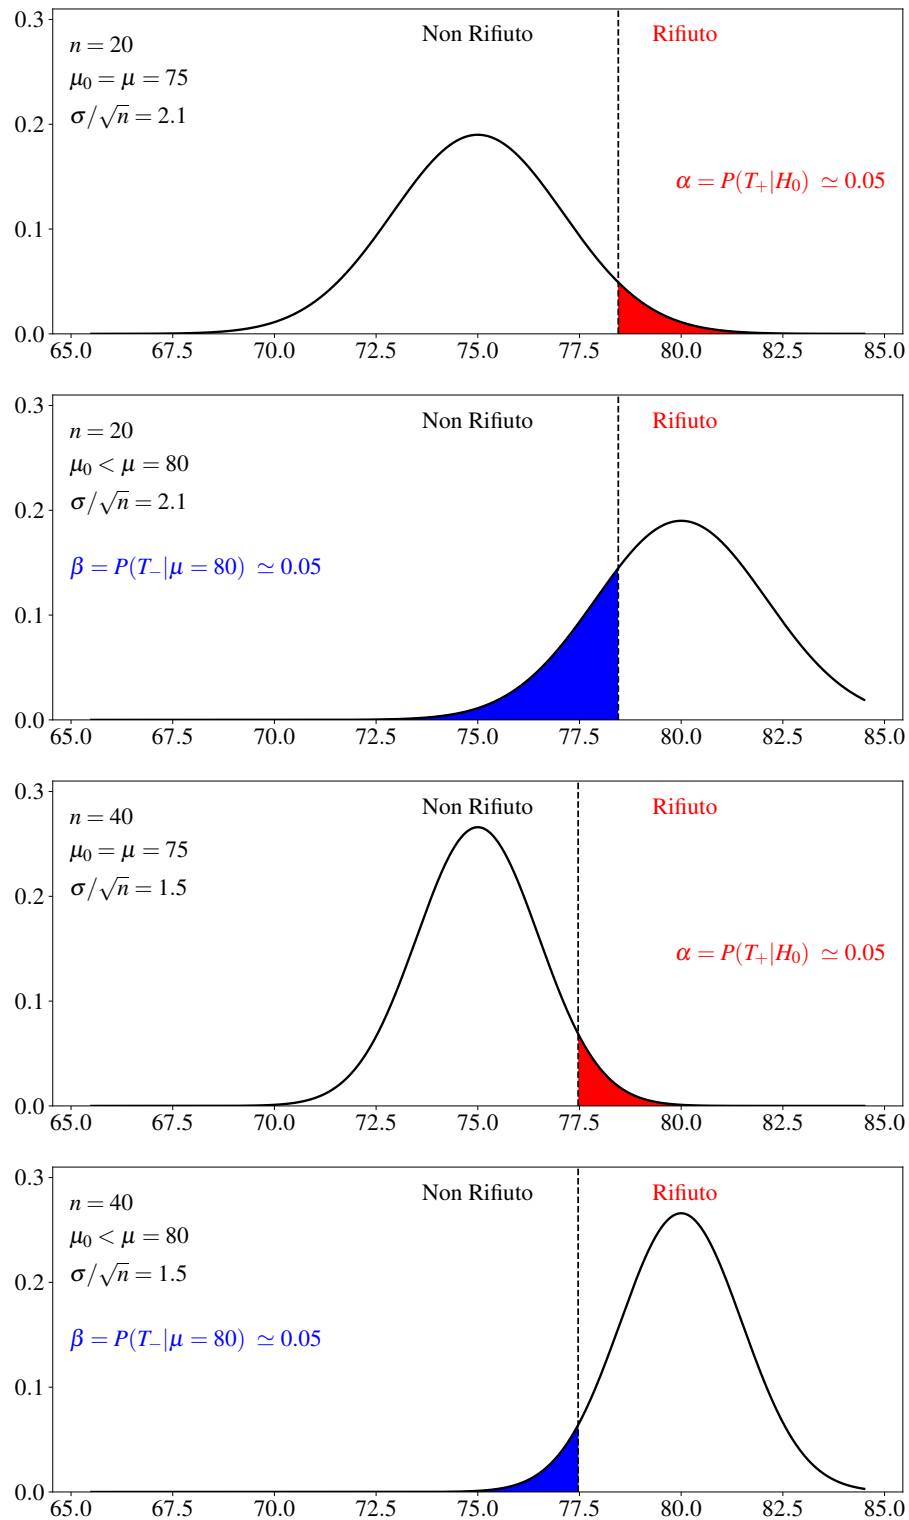 0.3
Non Rifiuto
Rifiuto
n = 20
μ₀ = μ = 75
σ/√n = 2.1
0.2
α = P(T₊|H₀) ≃ 0.05
0.1
0.0
65.0 67.5 70.0 72.5 75.0 77.5 80.0 82.5 85.0
0.3
Non Rifiuto
Rifiuto
n = 20
μ₀ < μ = 80
σ/√n = 2.1
0.2
β = P(T₋|μ = 80) ≃ 0.05
0.1
0.0
65.0 67.5 70.0 72.5 75.0 77.5 80.0 82.5 85.0
0.3
Non Rifiuto
Rifiuto
n = 40
μ₀ = μ = 75
σ/√n = 1.5
0.2
α = P(T₊|H₀) ≃ 0.05
0.1
0.0
65.0 67.5 70.0 72.5 75.0 77.5 80.0 82.5 85.0
0.3
Non Rifiuto
Rifiuto
n = 40
μ₀ < μ = 80
σ/√n = 1.5
0.2
β = P(T₋|μ = 80) ≃ 0.05
0.1
0.0
65.0 67.5 70.0 72.5 75.0 77.5 80.0 82.5 85.0